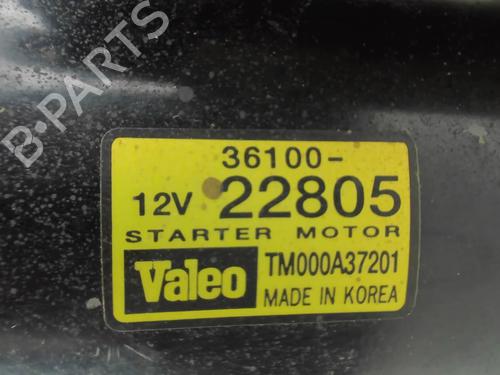 36100-
12V 22805
STARTER MOTOR
Valeo TM000A37201
MADE IN KOREA
B·PARTS